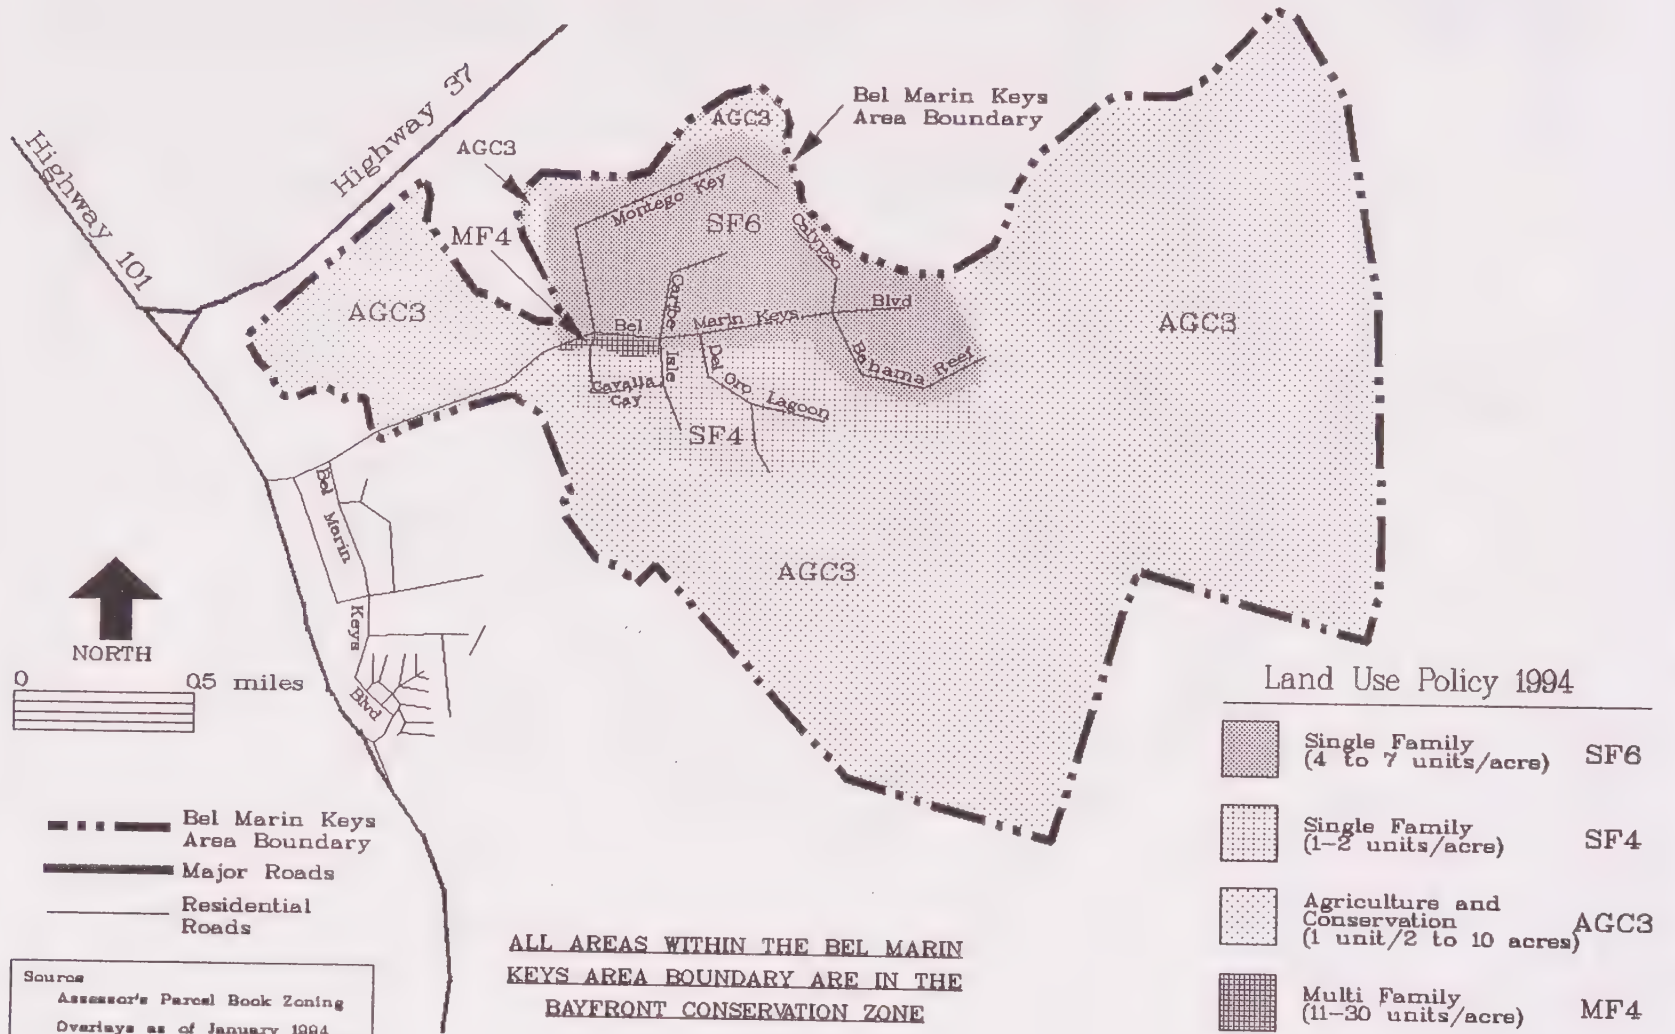 Highway 37
Highway 101
Bel Marin Keys
Area Boundary
AGC3
AGC3
MF4
Montego Key
SF6
Calypso
AGC3
AGC3
Caribe Isle
Bel Marin Keys Blvd
Bahama Reef
Del Oro Lagoon
Cavalla
Cay
SF4
AGC3
Bel Marin Keys Blvd
NORTH
0 0.5 miles
Bel Marin Keys
Area Boundary
Major Roads
Residential
Roads
Source
Assessor's Parcel Book Zoning
Overlays as of January 1994
ALL AREAS WITHIN THE BEL MARIN
KEYS AREA BOUNDARY ARE IN THE
BAYFRONT CONSERVATION ZONE
Land Use Policy 1994
Single Family
(4 to 7 units/acre) SF6
Single Family
(1-2 units/acre) SF4
Agriculture and
Conservation AGC3
(1 unit/2 to 10 acres)
Multi Family
(11-30 units/acre) MF4